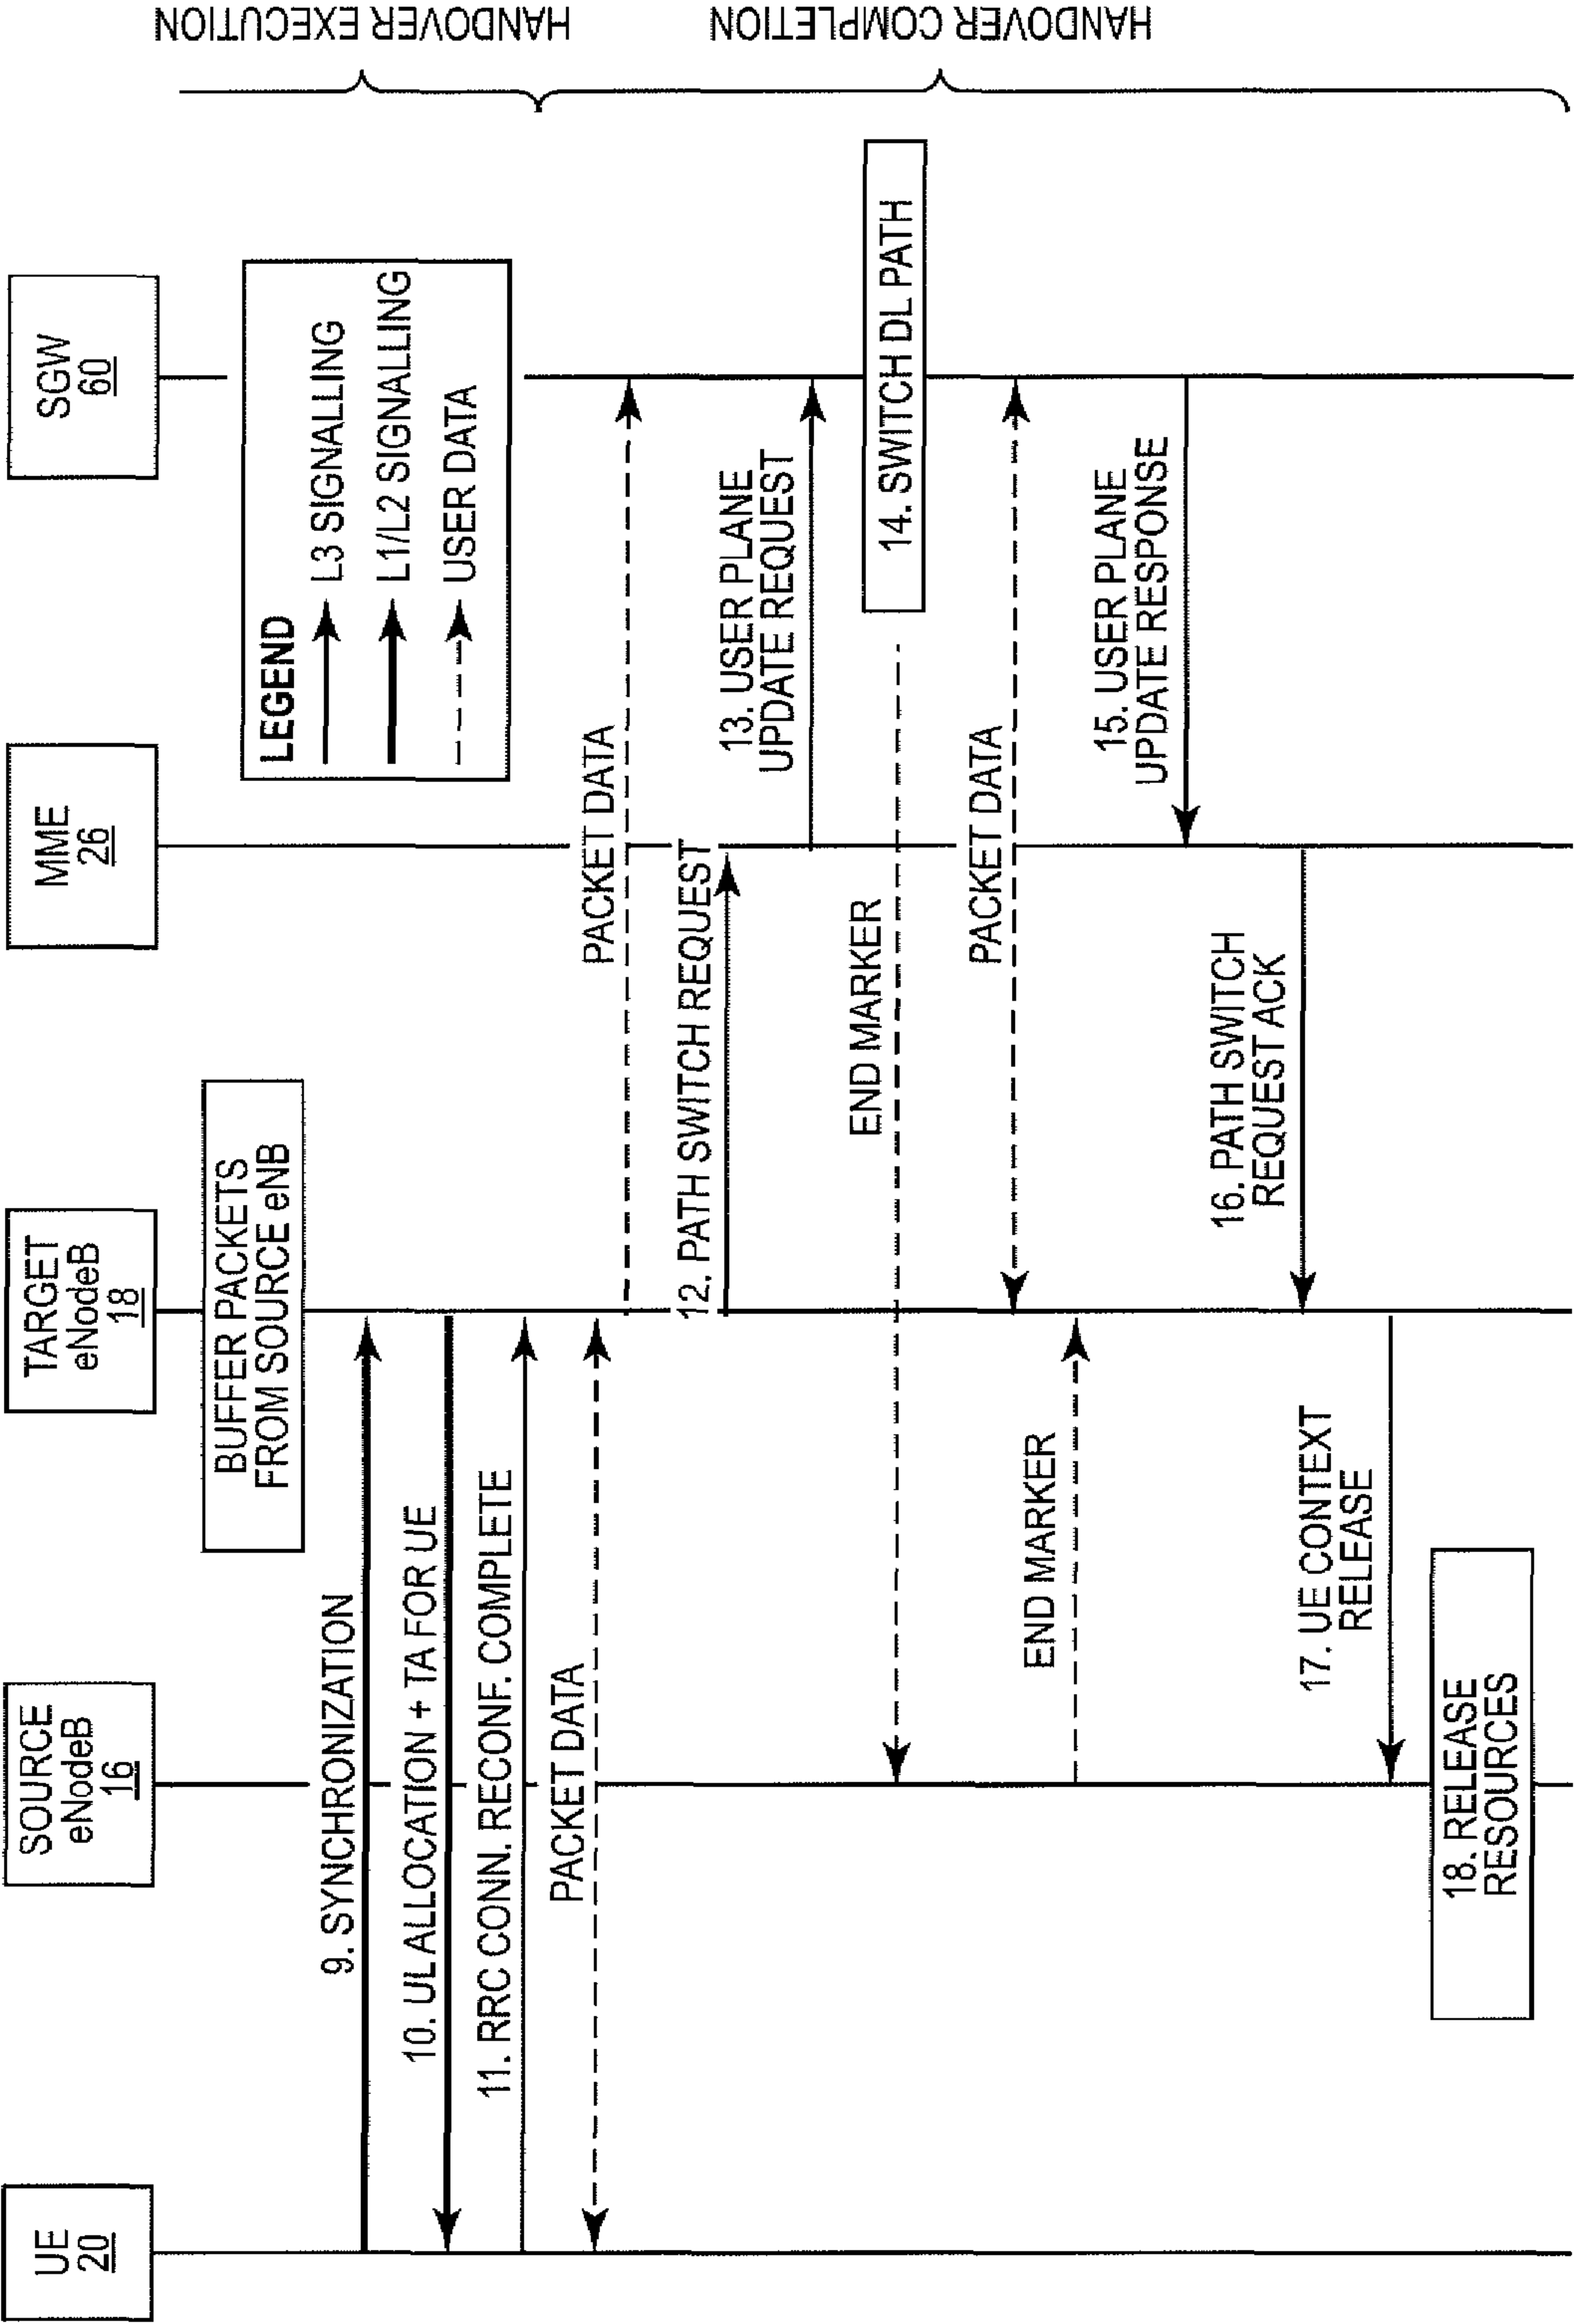 UE
20
SOURCE
eNodeB
16
TARGET
eNodeB
18
MME
26
SGW
60
BUFFER PACKETS
FROM SOURCE eNB
LEGEND
L3 SIGNALLING
L1/L2 SIGNALLING
USER DATA
HANDOVER EXECUTION
9. SYNCHRONIZATION
10. UL ALLOCATION + TA FOR UE
11. RRC CONN. RECONF. COMPLETE
PACKET DATA
PACKET DATA
HANDOVER COMPLETION
12. PATH SWITCH REQUEST
13. USER PLANE
UPDATE REQUEST
14. SWITCH DL PATH
END MARKER
PACKET DATA
END MARKER
15. USER PLANE
UPDATE RESPONSE
16. PATH SWITCH
REQUEST ACK
17. UE CONTEXT
RELEASE
18. RELEASE
RESOURCES